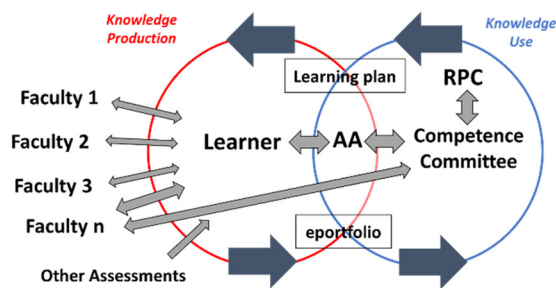 Knowledge
Production
Knowledge
Use
Learning plan
RPC
Faculty 1
Faculty 2
Learner
AA
Competence
Committee
Faculty 3
Faculty n
eportfolio
Other Assessments